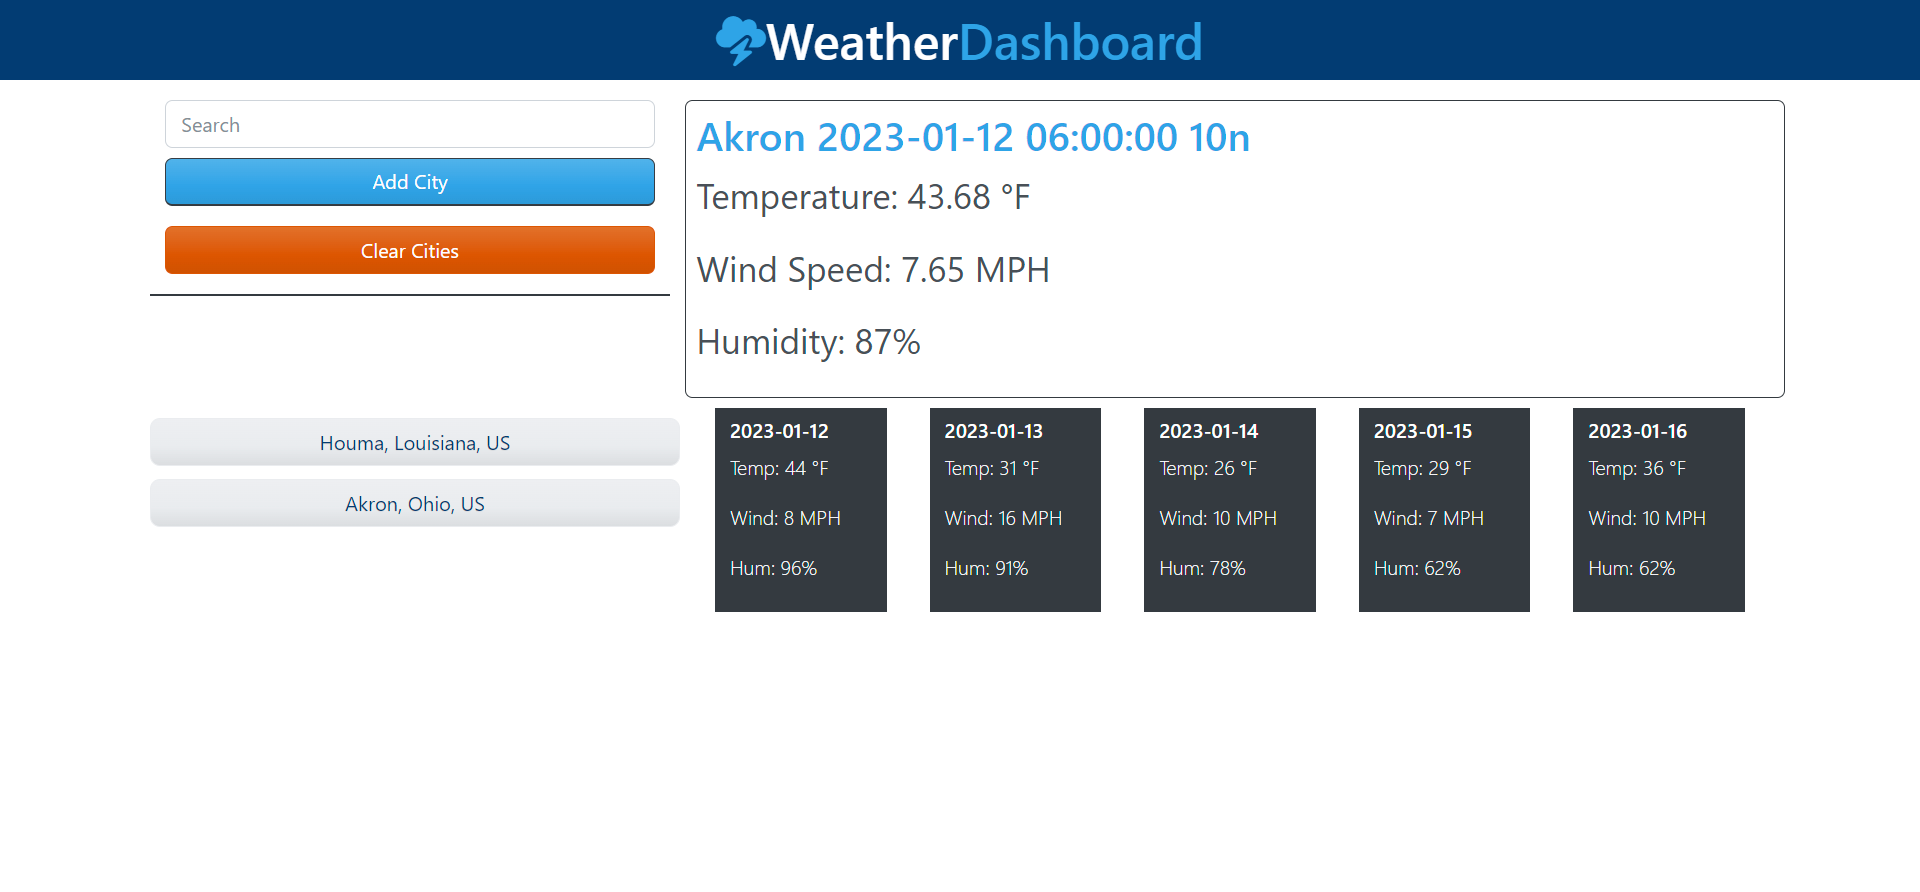 WeatherDashboard
Search
Add City
Clear Cities
Houma, Louisiana, US
Akron, Ohio, US
Akron 2023-01-12 06:00:00 10n
Temperature: 43.68 °F
Wind Speed: 7.65 MPH
Humidity: 87%
2023-01-12
Temp: 44 °F
Wind: 8 MPH
Hum: 96%
2023-01-13
Temp: 31 °F
Wind: 16 MPH
Hum: 91%
2023-01-14
Temp: 26 °F
Wind: 10 MPH
Hum: 78%
2023-01-15
Temp: 29 °F
Wind: 7 MPH
Hum: 62%
2023-01-16
Temp: 36 °F
Wind: 10 MPH
Hum: 62%